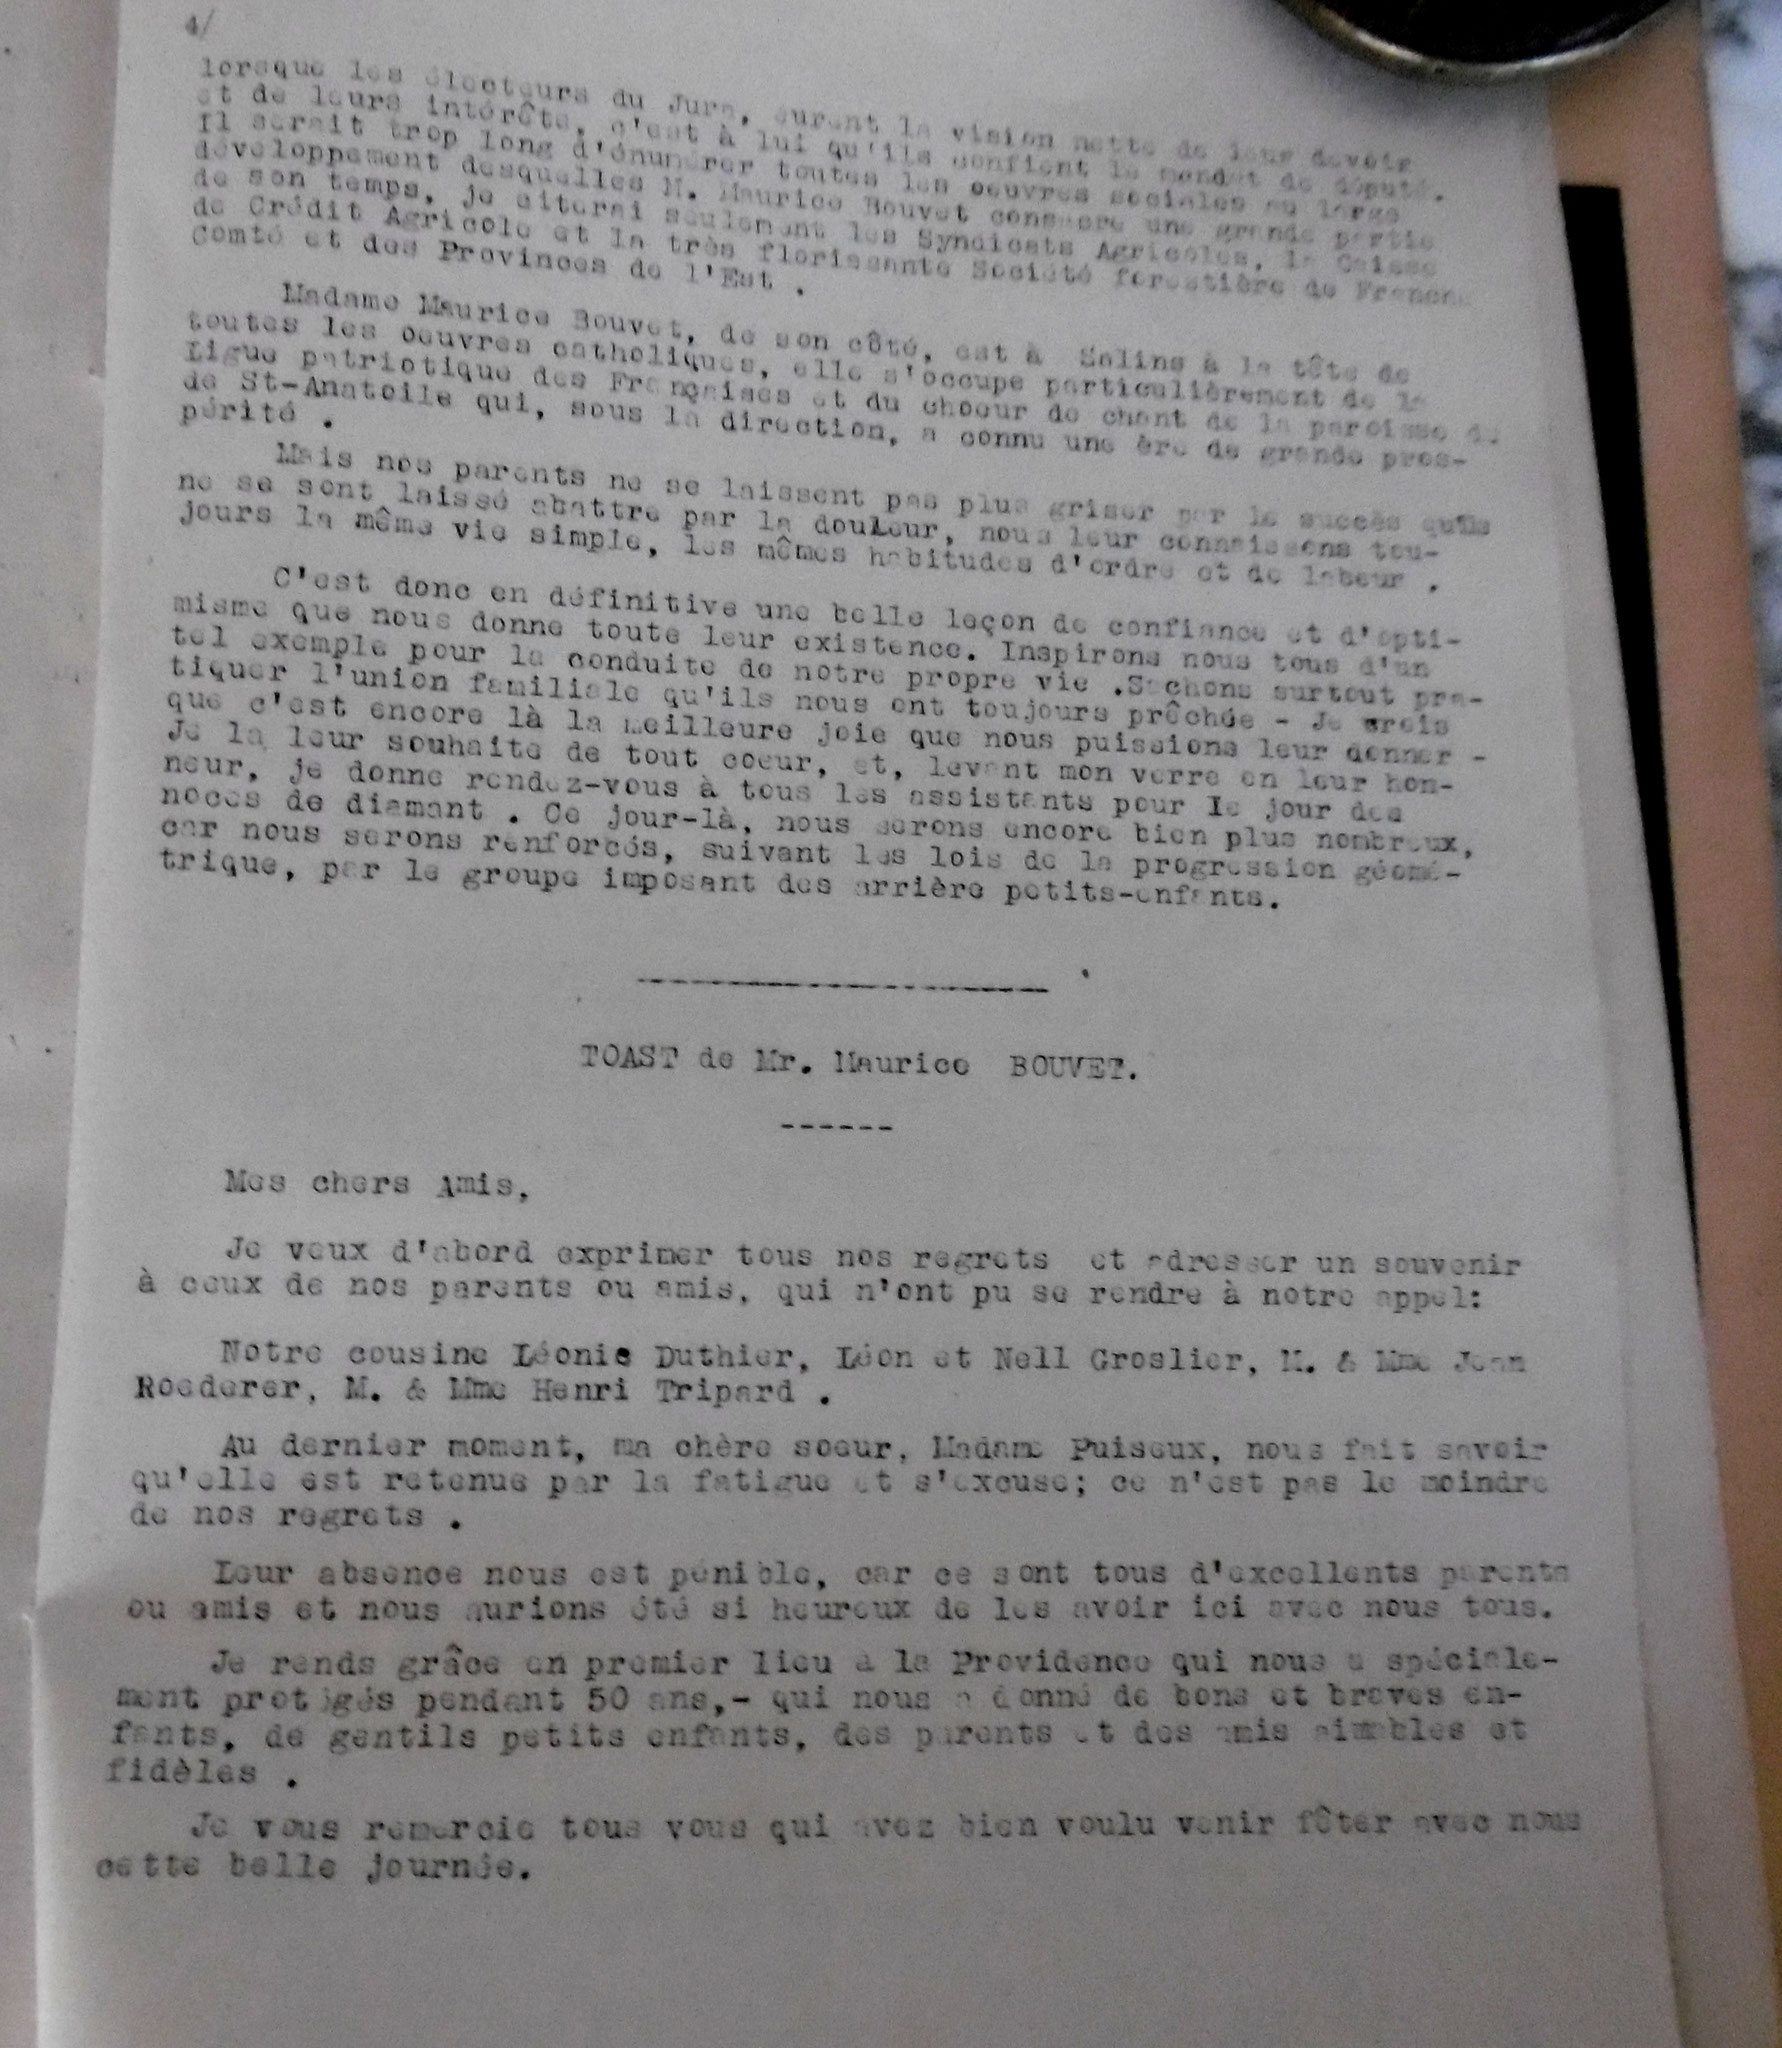 4/
lorsque les électeurs du Jura, eurent la vision nette de leur devoir
et de leurs intérêts, c'est à lui qu'ils confient le mandat de député.
Il serait trop long d'énumérer toutes les oeuvres sociales au large
développement desquelles M. Maurice Bouvet consacre une grande partie
de son temps, je citerai seulement les Syndicats Agricoles, la Caisse
de Crédit Agricole et la très florissante Société forestière de Franche
Comté et des Provinces de l'Est .
Madame Maurice Bouvet, de son côté, est à Salins à la tête de
toutes les oeuvres catholiques, elle s'occupe particulièrement de la
Ligue patriotique des Françaises et du choeur de chant de la paroisse de
de St-Anatoile qui, sous la direction, a connu une ère de grande pros-
périté .
Mais nos parents ne se laissent pas plus griser par le succès qu'ils
ne se sont laissé abattre par la douleur, nous leur connaissons tou-
jours la même vie simple, les mêmes habitudes d'ordre et de labeur .
C'est donc en définitive une belle leçon de confiance et d'opti-
misme que nous donne toute leur existence. Inspirons nous tous d'un
tel exemple pour la conduite de notre propre vie .Sachons surtout pra-
tiquer l'union familiale qu'ils nous ont toujours prêchée - Je crois
que c'est encore là la meilleure joie que nous puissions leur donner -
Je la leur souhaite de tout coeur, et, levant mon verre en leur hon-
neur, je donne rendez-vous à tous les assistants pour le jour des
noces de diamant . Ce jour-là, nous serons encore bien plus nombreux,
car nous serons renforcés, suivant les lois de la progression géomé-
trique, par le groupe imposant des arrière petits-enfants.
TOAST de Mr. Maurice BOUVET.
Mes chers Amis,
Je veux d'abord exprimer tous nos regrets et adresser un souvenir
à ceux de nos parents ou amis, qui n'ont pu se rendre à notre appel:
Notre cousine Léonie Duthier, Léon et Nell Groslier, M. & Mme Jean
Roederer, M. & Mme Henri Tripard .
Au dernier moment, ma chère soeur, Madame Puiseux, nous fait savoir
qu'elle est retenue par la fatigue et s'excuse; ce n'est pas le moindre
de nos regrets .
Leur absence nous est pénible, car ce sont tous d'excellents parents
ou amis et nous aurions été si heureux de les avoir ici avec nous tous.
Je rends grâce en premier lieu a la Providence qui nous a spéciale-
ment protégés pendant 50 ans,- qui nous a donné de bons et braves en-
fants, de gentils petits enfants, des parents et des amis aimables et
fidèles .
Je vous remercie tous vous qui avez bien voulu venir fêter avec nous
cette belle journée.